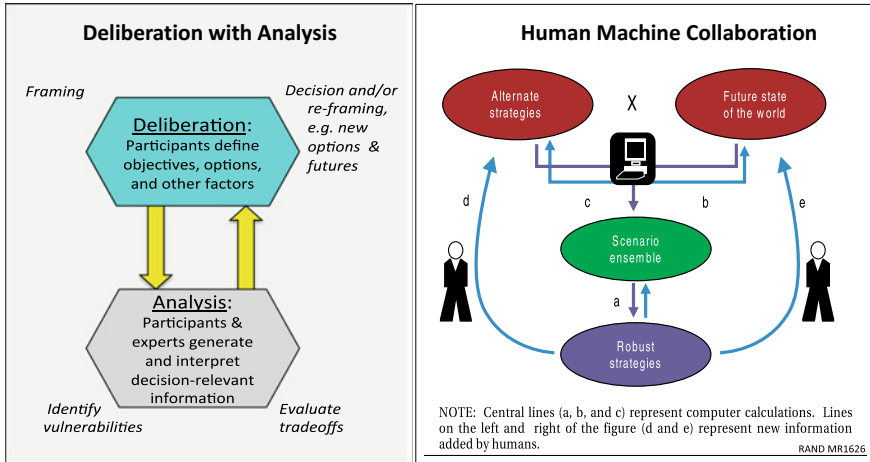 Deliberation with Analysis
Framing
Decision and/or
re-framing,
e.g. new
options &
futures
Deliberation:
Participants define
objectives, options,
and other factors
Analysis:
Participants &
experts generate
and interpret
decision-relevant
information
Identify
vulnerabilities
Evaluate
tradeoffs
Human Machine Collaboration
Alternate
strategies
X
Future state
of the world
d
c
b
e
Scenario
ensemble
a
Robust
strategies
NOTE: Central lines (a, b, and c) represent computer calculations. Lines
on the left and right of the figure (d and e) represent new information
added by humans.
RAND MR1626